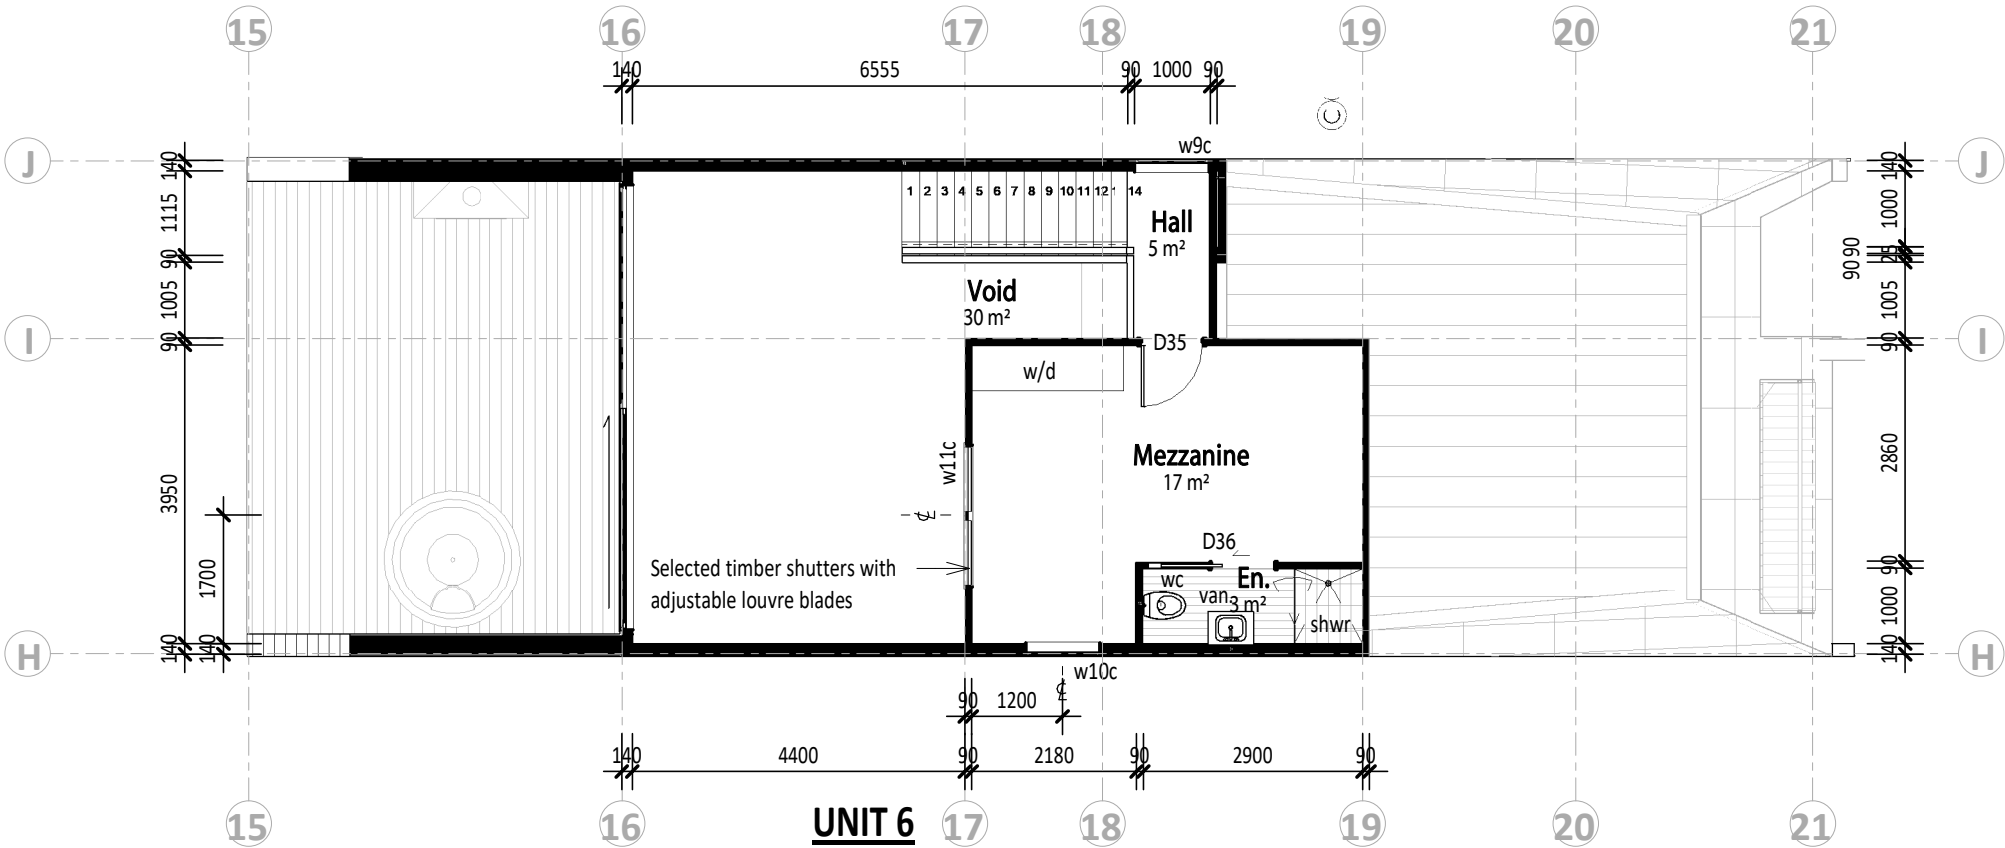 15 16 17 18 19 20 21
140 6555 90 1000 90
J J
w9c
140 1115 90 1005 90 3950 140
1700 140
1 2 3 4 5 6 7 8 9 10 11 12 14
Hall
5 m²
Void
30 m²
I I
D35
w/d
w11c
Mezzanine
17 m²
D36
wc
En.
van.
3 m²
shwr
Selected timber shutters with
adjustable louvre blades
140 1000 90 25 90 1005 90 2860 90 1000 140
H H
w10c
90 1200
140 4400 90 2180 90 2900 90
UNIT 6
15 16 17 18 19 20 21